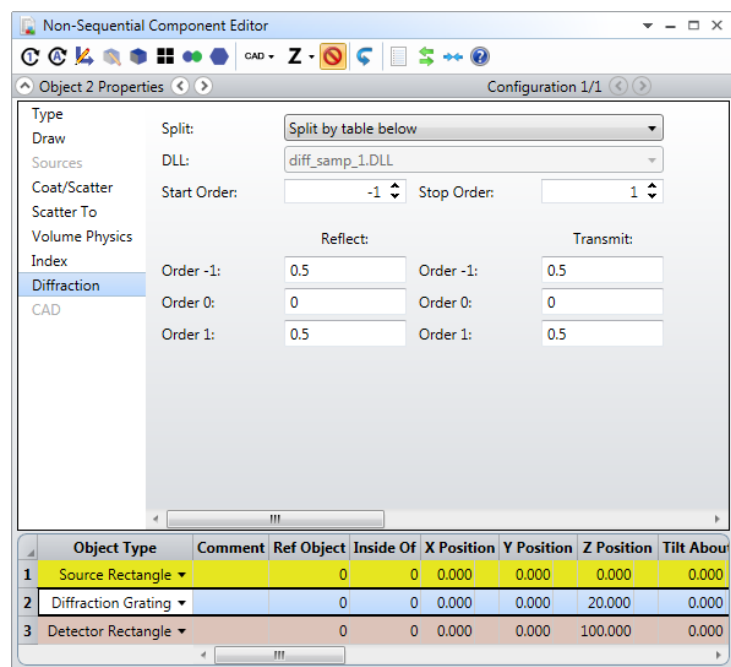 Non-Sequential Component Editor
CAD Z
Object 2 Properties Configuration 1/1
Type
Draw
Sources
Coat/Scatter
Scatter To
Volume Physics
Index
Diffraction
CAD
Split: Split by table below
DLL: diff_samp_1.DLL
Start Order: -1 Stop Order: 1
Reflect: Transmit:
Order -1: 0.5 Order -1: 0.5
Order 0: 0 Order 0: 0
Order 1: 0.5 Order 1: 0.5
Object Type Comment Ref Object Inside Of X Position Y Position Z Position Tilt About
1 Source Rectangle 0 0 0.000 0.000 0.000 0.000
2 Diffraction Grating 0 0 0.000 0.000 20.000 0.000
3 Detector Rectangle 0 0 0.000 0.000 100.000 0.000